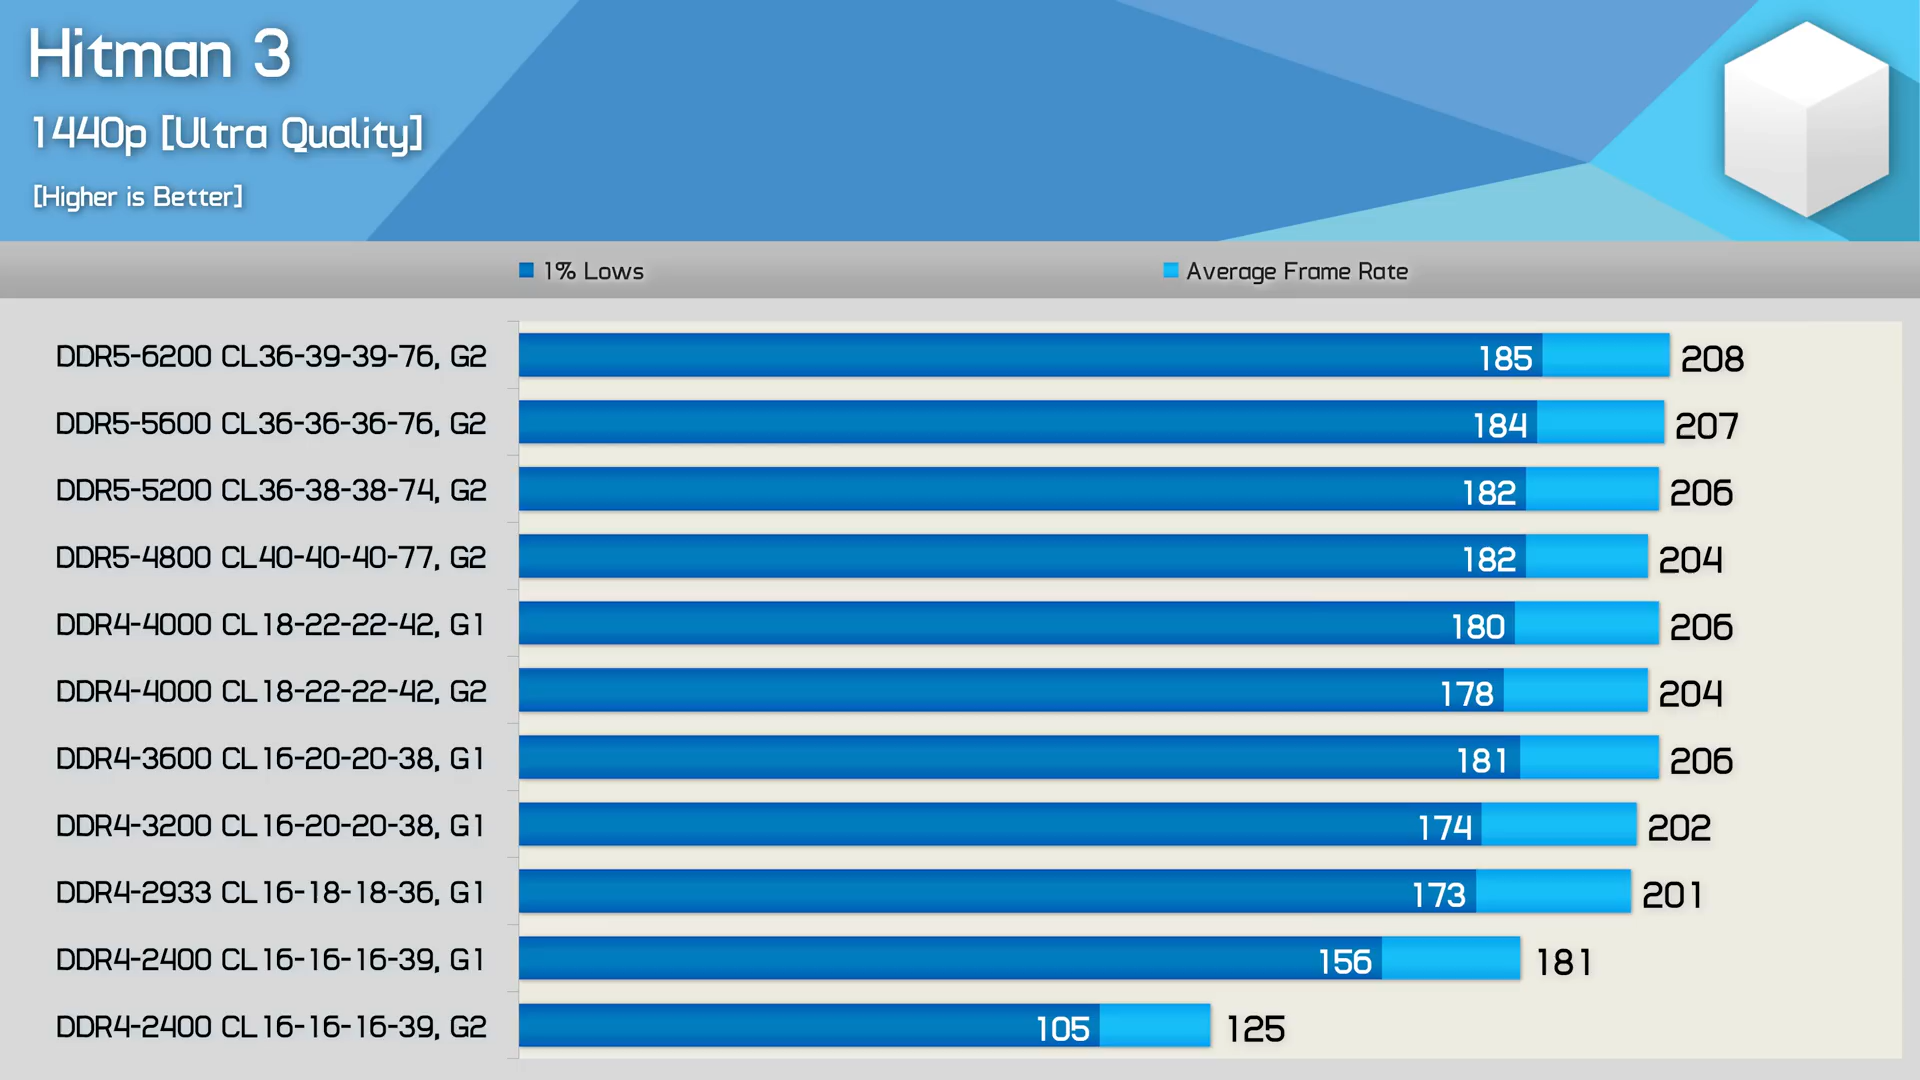 Hitman 3
1440p [Ultra Quality]
[Higher is Better]
1% Lows Average Frame Rate
DDR5-6200 CL36-39-39-76, G2 185 208
DDR5-5600 CL36-36-36-76, G2 184 207
DDR5-5200 CL36-38-38-74, G2 182 206
DDR5-4800 CL40-40-40-77, G2 182 204
DDR4-4000 CL18-22-22-42, G1 180 206
DDR4-4000 CL18-22-22-42, G2 178 204
DDR4-3600 CL16-20-20-38, G1 181 206
DDR4-3200 CL16-20-20-38, G1 174 202
DDR4-2933 CL16-18-18-36, G1 173 201
DDR4-2400 CL16-16-16-39, G1 156 181
DDR4-2400 CL16-16-16-39, G2 105 125